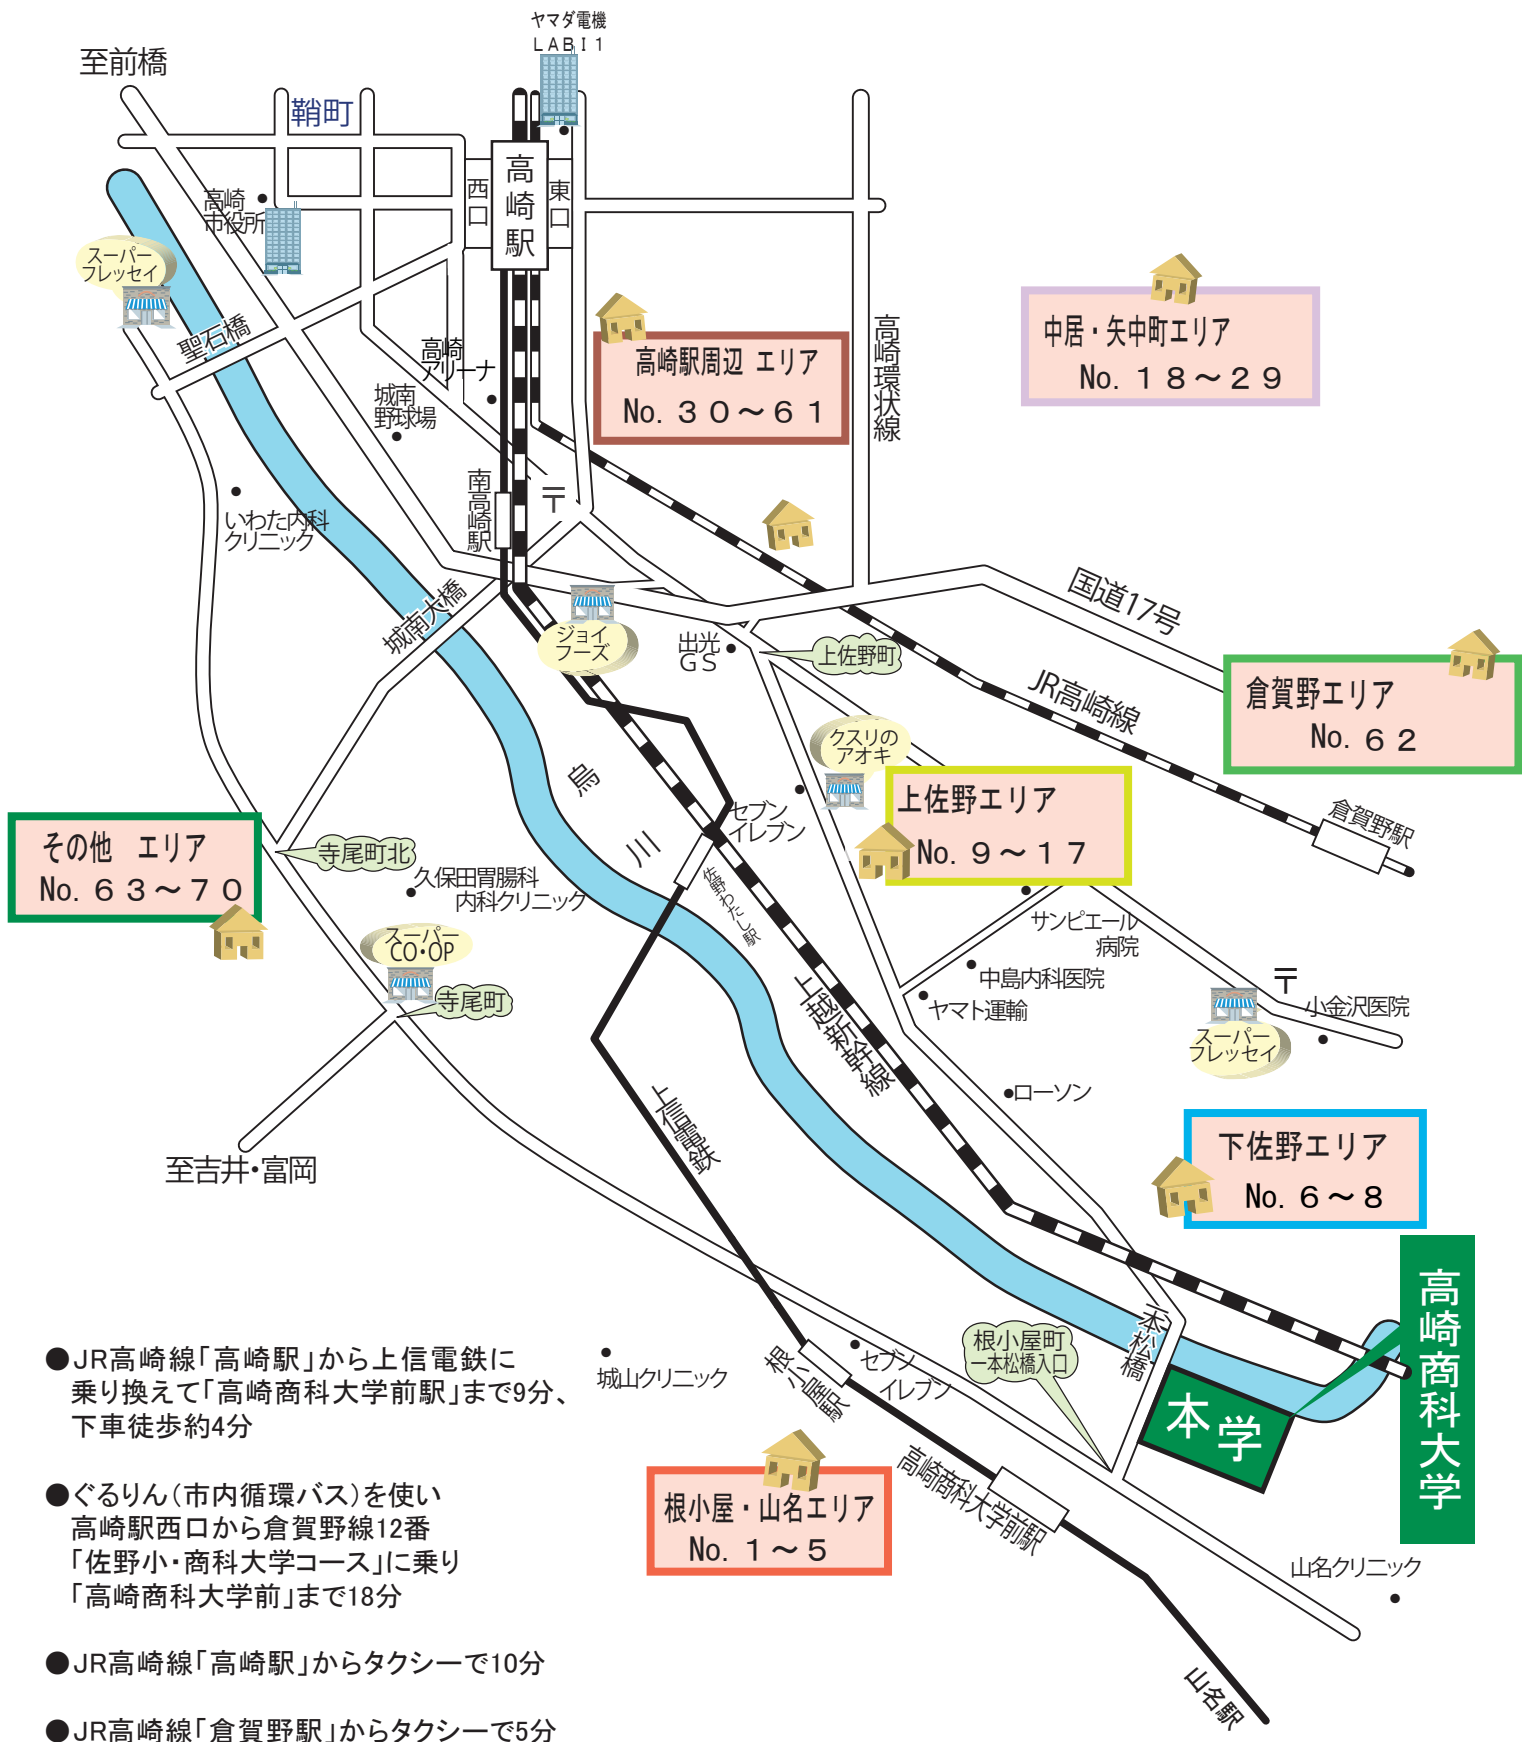 ヤマダ電機
ＬＡＢＩ１
至前橋
鞘町
高崎駅
西口
東口
高崎
市役所
スーパー
フレッセイ
聖石橋
高崎
アリーナ
城南
野球場
高崎駅周辺 エリア
No. ３０～６１
高崎環状線
中居・矢中町エリア
No. １８～２９
いわた内科
クリニック
南高崎駅
〒
城南大橋
ジョイ
フーズ
出光
ＧＳ
上佐野町
国道17号
JR高崎線
倉賀野エリア
No. ６２
倉賀野駅
クスリの
アオキ
セブン
イレブン
上佐野エリア
No. ９～１７
烏川
その他　エリア
No. ６３～７０
寺尾町北
久保田胃腸科
内科クリニック
佐野わたし駅
スーパー
CO・OP
寺尾町
サンピエール
病院
中島内科医院
ヤマト運輸
〒
小金沢医院
スーパー
フレッセイ
上越新幹線
ローソン
上信電鉄
至吉井・富岡
下佐野エリア
No. ６～８
高崎商科大学
一本松橋
根小屋町
一本松橋入口
本学
城山クリニック
根小屋駅
セブン
イレブン
高崎商科大学前駅
根小屋・山名エリア
No. １～５
山名クリニック
山名駅
●JR高崎線「高崎駅」から上信電鉄に
乗り換えて「高崎商科大学前駅」まで9分、
下車徒歩約4分
●ぐるりん（市内循環バス）を使い
高崎駅西口から倉賀野線12番
「佐野小・商科大学コース」に乗り
「高崎商科大学前」まで18分
●JR高崎線「高崎駅」からタクシーで10分
●JR高崎線「倉賀野駅」からタクシーで5分